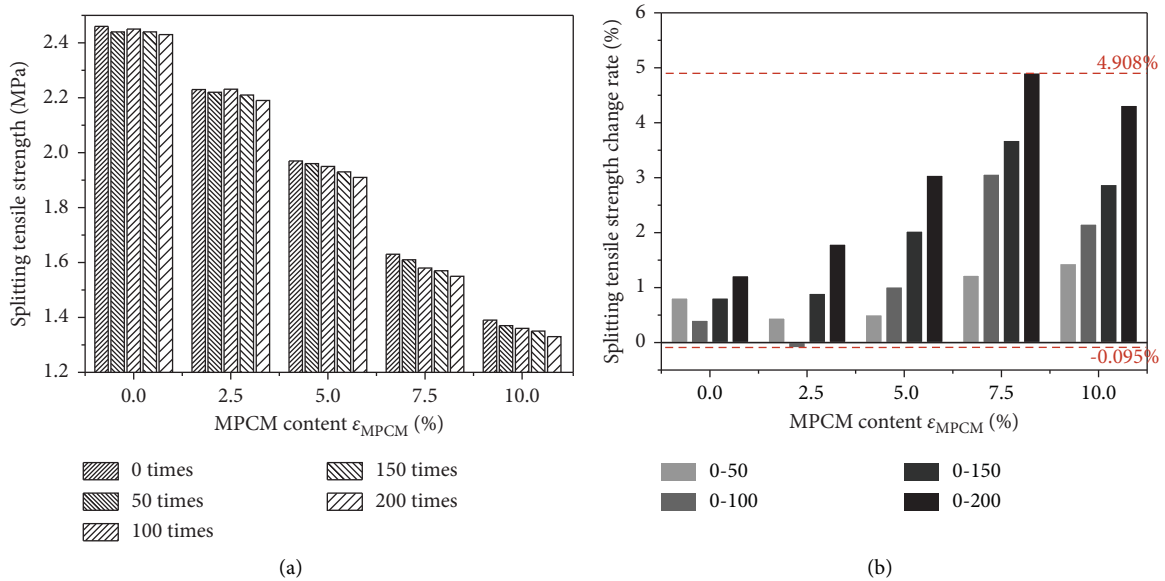 2.4
2.2
2.0
1.8
1.6
1.4
1.2
Splitting tensile strength (MPa)
0.0 2.5 5.0 7.5 10.0
MPCM content εMPCM (%)
0 times
50 times
100 times
150 times
200 times
(a)
6
5
4
3
2
1
0
Splitting tensile strength change rate (%)
4.908%
-0.095%
0.0 2.5 5.0 7.5 10.0
MPCM content εMPCM (%)
0-50
0-100
0-150
0-200
(b)